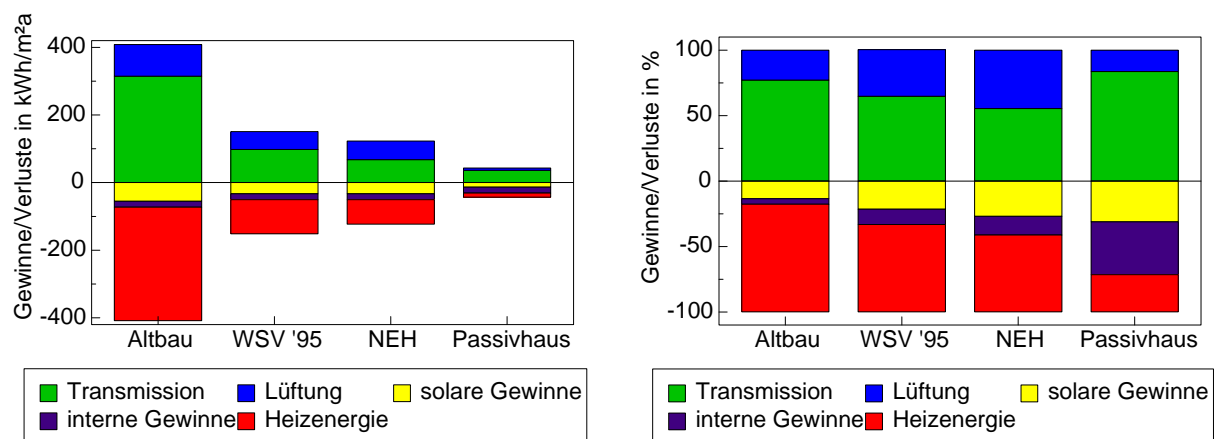 Gewinne/Verluste in kWh/m²a
400
200
0
-200
-400
Altbau WSV '95 NEH Passivhaus
Transmission Lüftung solare Gewinne
interne Gewinne Heizenergie
Gewinne/Verluste in %
100
50
0
-50
-100
Altbau WSV '95 NEH Passivhaus
Transmission Lüftung solare Gewinne
interne Gewinne Heizenergie